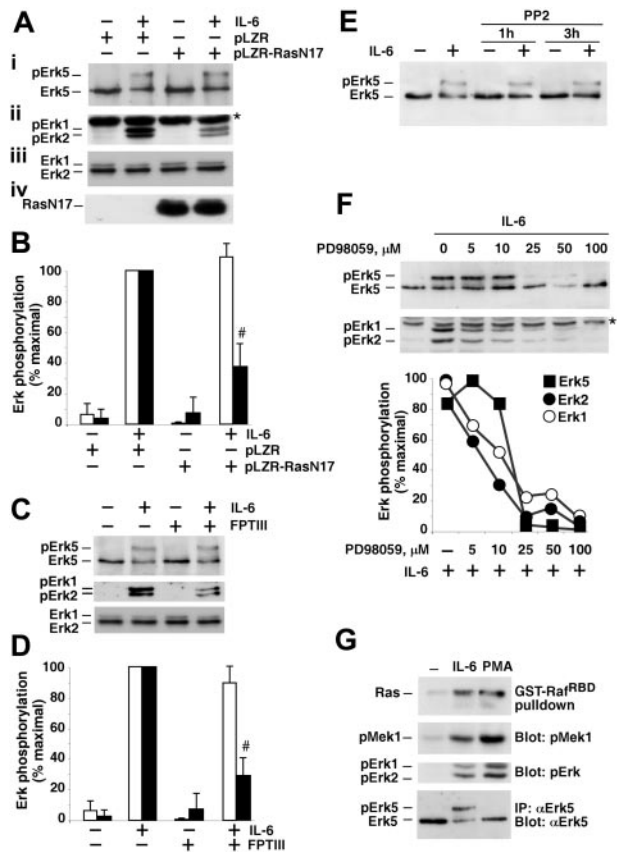 A
– + – + IL-6
+ + – – pLZR
– – + + pLZR-RasN17
i
pErk5
Erk5
ii
*
pErk1
pErk2
iii
Erk1
Erk2
iv
RasN17
B
Erk phosphorylation
(% maximal)
100
80
60
40
20
0
#
– + – + IL-6
+ + – – pLZR
– – + + pLZR-RasN17
C
– + – + IL-6
– – + + FPTIII
pErk5
Erk5
pErk1
pErk2
Erk1
Erk2
D
Erk phosphorylation
(% maximal)
100
80
60
40
20
0
#
– + – + IL-6
– – + + FPTIII
E
PP2
1h 3h
IL-6 – + – + – +
pErk5
Erk5
F
IL-6
PD98059, μM 0 5 10 25 50 100
pErk5
Erk5
pErk1
*
pErk2
Erk phosphorylation
(% maximal)
100
80
60
40
20
0
Erk5
Erk2
Erk1
PD98059, μM – 5 10 25 50 100
IL-6 + + + + + +
G
– IL-6 PMA
Ras GST-RafRBD
pulldown
pMek1 Blot: pMek1
pErk1
pErk2 Blot: pErk
pErk5 IP: αErk5
Erk5 Blot: αErk5